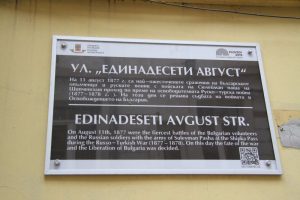 УЛ. „ЕДИНАДЕСЕТИ АВГУСТ“
На 11 август 1877 г. са най-ожесточените сражения на българските
опълченци и руските воини с войската на Сюлейман паша на
Шипченския проход по време на освободителната Руско-турска война
(1877-1878 г.). На този ден се решава съдбата на войната и
Освобождението на България.
EDINADESETI AVGUST STR.
On August 11th, 1877 were the fiercest battles of the Bulgarian volunteers
and the Russian soldiers with the army of Suleyman Pasha at the Shipka Pass
during the Russo-Turkish War (1877 - 1878). On this day the fate of the war
and the Liberation of Bulgaria was decided.